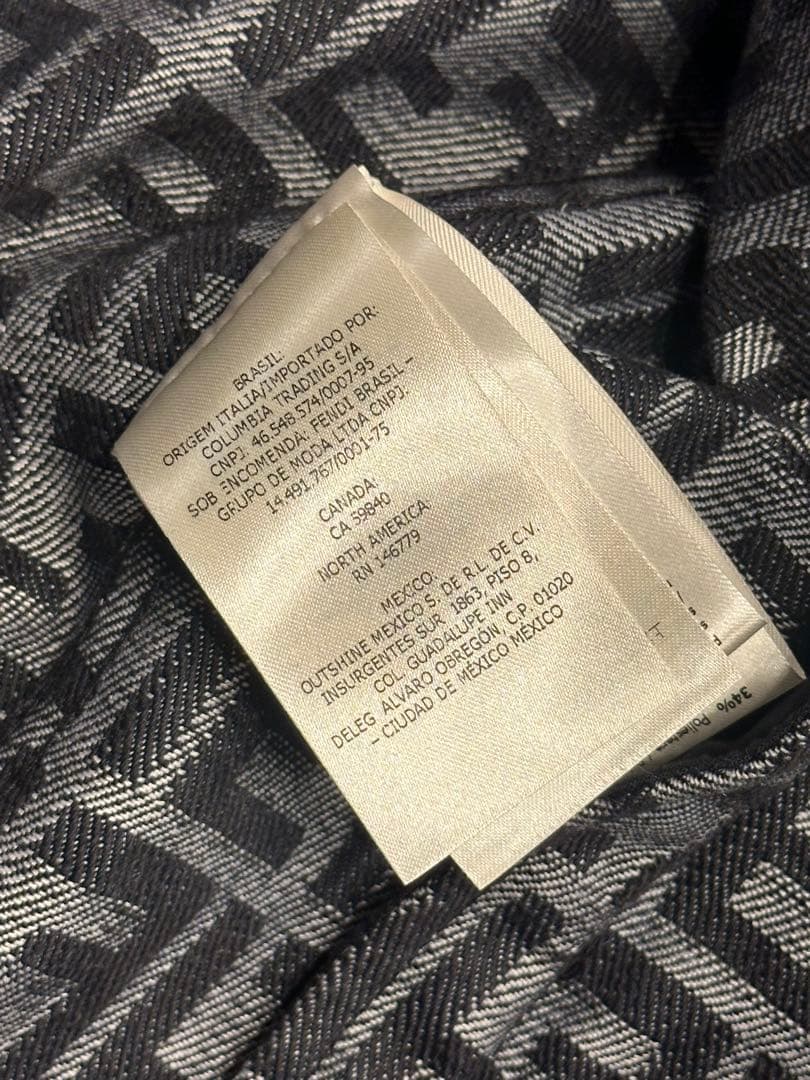 BRASIL:
ORIGEM ITALIA/IMPORTADO POR:
COLUMBIA TRADING S/A
CNPJ. 46.548.574/0007-95
SOB ENCOMENDA: FENDI BRASIL –
GRUPO DE MODA LTDA CNPJ.
14.491.767/0001-75
CANADA:
CA 59840
NORTH AMERICA:
RN 146779
MEXICO.
OUTSHINE MEXICO S. DE R.L. DE C.V.
INSURGENTES SUR 1863, PISO 8,
COL. GUADALUPE INN
DELEG ALVARO OBREGÓN, C.P. 01020
– CIUDAD DE MÉXICO MÉXICO
34%